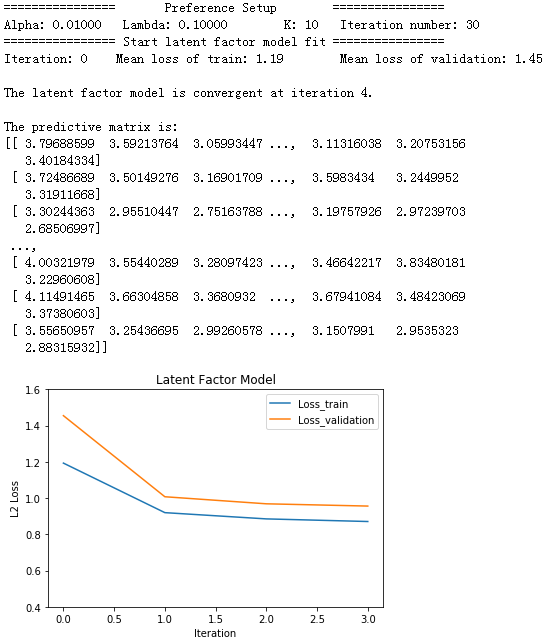 ================ Preference Setup ================
Alpha: 0.01000 Lambda: 0.10000 K: 10 Iteration number: 30
================ Start latent factor model fit ================
Iteration: 0 Mean loss of train: 1.19 Mean loss of validation: 1.45
The latent factor model is convergent at iteration 4.
The predictive matrix is:
[[ 3.79688599 3.59213764 3.05993447 ..., 3.11316038 3.20753156
3.40184334]
[ 3.72486689 3.50149276 3.16901709 ..., 3.5983434 3.2449952
3.31911668]
[ 3.30244363 2.95510447 2.75163788 ..., 3.19757926 2.97239703
2.68506997]
...,
[ 4.00321979 3.55440289 3.28097423 ..., 3.46642217 3.83480181
3.22960608]
[ 4.11491465 3.66304858 3.3680932 ..., 3.67941084 3.48423069
3.37380603]
[ 3.55650957 3.25436695 2.99260578 ..., 3.1507991 2.9535323
2.88315932]]
Latent Factor Model
Loss_train
Loss_validation
1.6
1.4
1.2
1.0
0.8
0.6
0.4
L2 Loss
0.0 0.5 1.0 1.5 2.0 2.5 3.0
Iteration